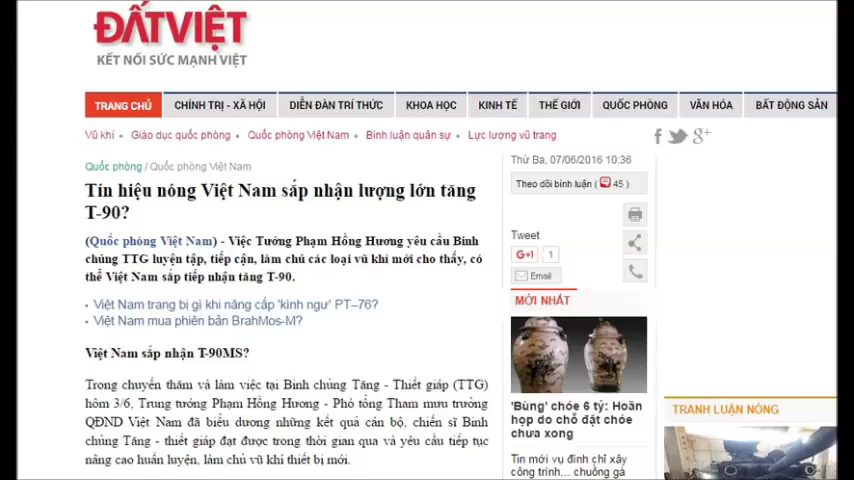 ĐẤTVIỆT
KẾT NỐI SỨC MẠNH VIỆT
TRANG CHỦ
CHÍNH TRỊ - XÃ HỘI
DIỄN ĐÀN TRÍ THỨC
KHOA HỌC
KINH TẾ
THẾ GIỚI
QUỐC PHÒNG
VĂN HÓA
BẤT ĐỘNG SẢN
Vũ khí • Giáo dục quốc phòng • Quốc phòng Việt Nam • Bình luận quân sự • Lực lượng vũ trang
Quốc phòng / Quốc phòng Việt Nam
Tín hiệu nóng Việt Nam sắp nhận lượng lớn tăng
T-90?
(Quốc phòng Việt Nam) - Việc Tướng Phạm Hồng Hương yêu cầu Binh
chủng TTG luyện tập, tiếp cận, làm chủ các loại vũ khí mới cho thấy, có
thể Việt Nam sắp tiếp nhận tăng T-90.
• Việt Nam trang bị gì khi nâng cấp 'kình ngư' PT–76?
• Việt Nam mua phiên bản BrahMos-M?
Việt Nam sắp nhận T-90MS?
Trong chuyến thăm và làm việc tại Binh chủng Tăng - Thiết giáp (TTG)
hôm 3/6, Trung tướng Phạm Hồng Hương - Phó tổng Tham mưu trưởng
QĐND Việt Nam đã biểu dương những kết quả cán bộ, chiến sĩ Binh
chủng Tăng - thiết giáp đạt được trong thời gian qua và yêu cầu tiếp tục
nâng cao huấn luyện, làm chủ vũ khí thiết bị mới.
Thứ Ba, 07/06/2016 10:36
Theo dõi bình luận ( 45 )
Tweet
G+1 1
Email
MỚI NHẤT
'Bùng' chóe 6 tỷ: Hoãn
họp do chỗ đặt chóe
chưa xong
Tin mới vụ đình chỉ xây
công trình... chuồng gà
TRANH LUẬN NÓNG